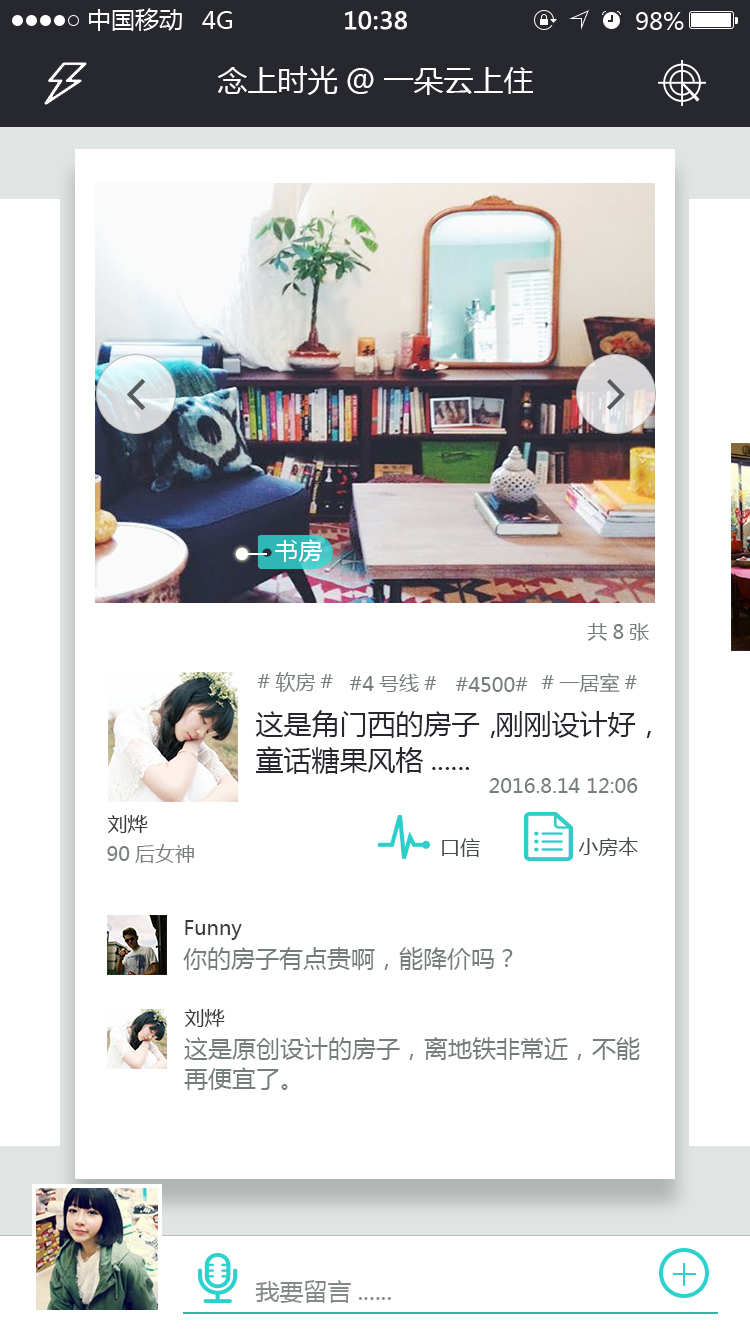 中国移动 4G 10:38 98%
念上时光 @ 一朵云上住
书房
共 8 张
# 软房 # #4 号线 # #4500# # 一居室 #
这是角门西的房子 ,刚刚设计好，
童话糖果风格 ......
2016.8.14 12:06
刘烨
90 后女神
口信
小房本
Funny
你的房子有点贵啊，能降价吗？
刘烨
这是原创设计的房子，离地铁非常近，不能
再便宜了。
我要留言 ......